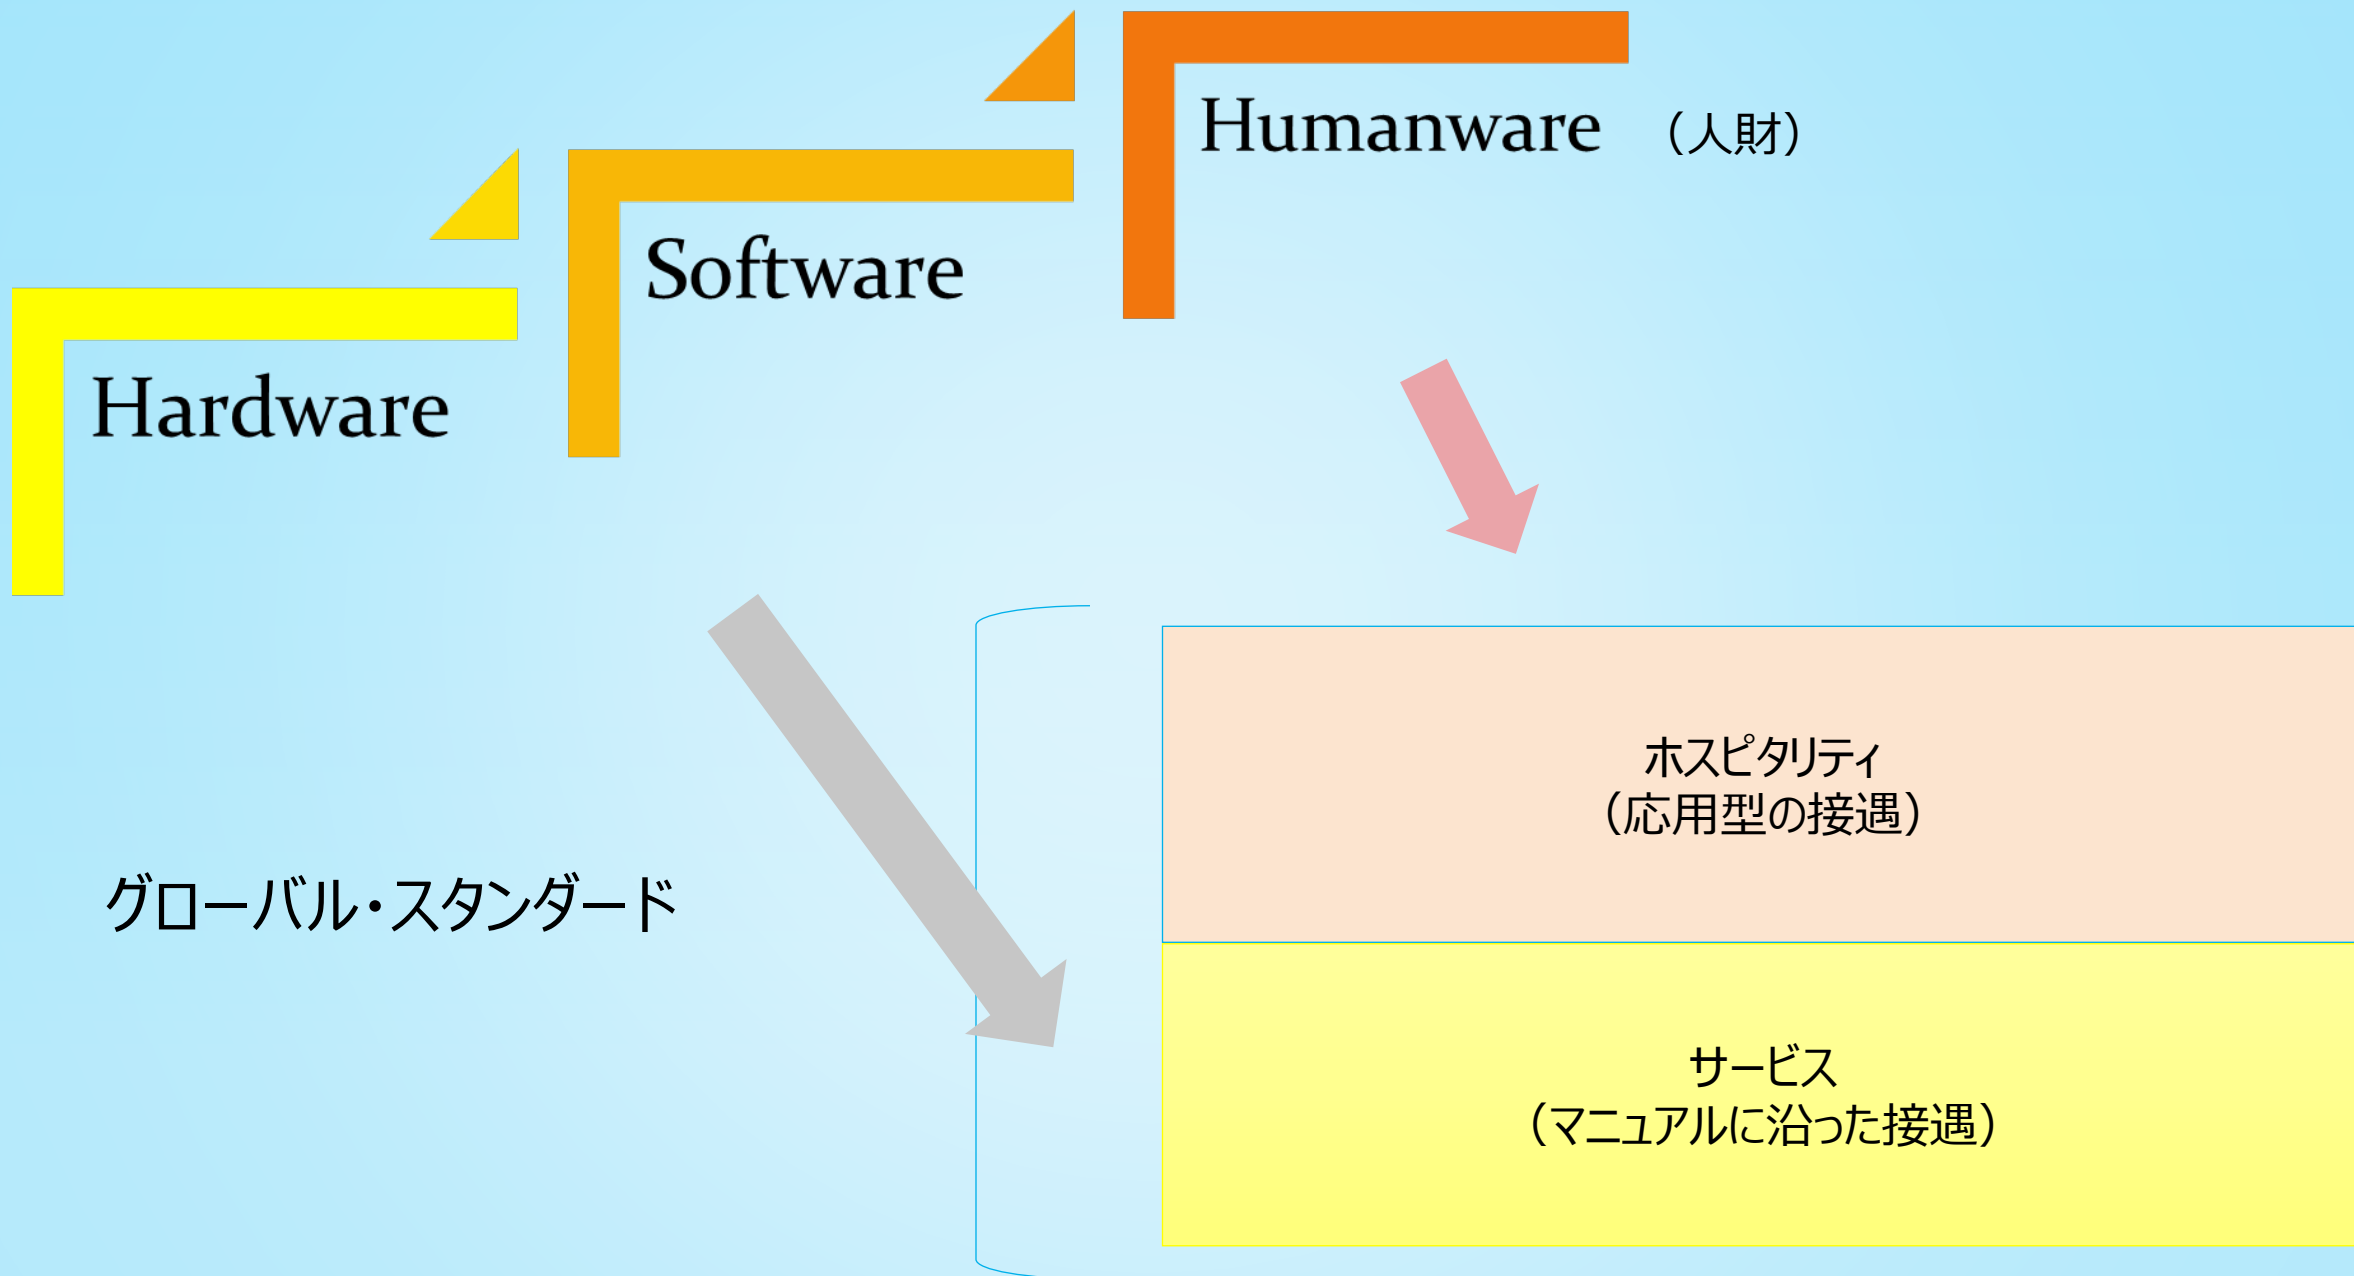 Humanware （人財）
Software
Hardware
ホスピタリティ
（応用型の接遇）
グローバル・スタンダード
サービス
（マニュアルに沿った接遇）